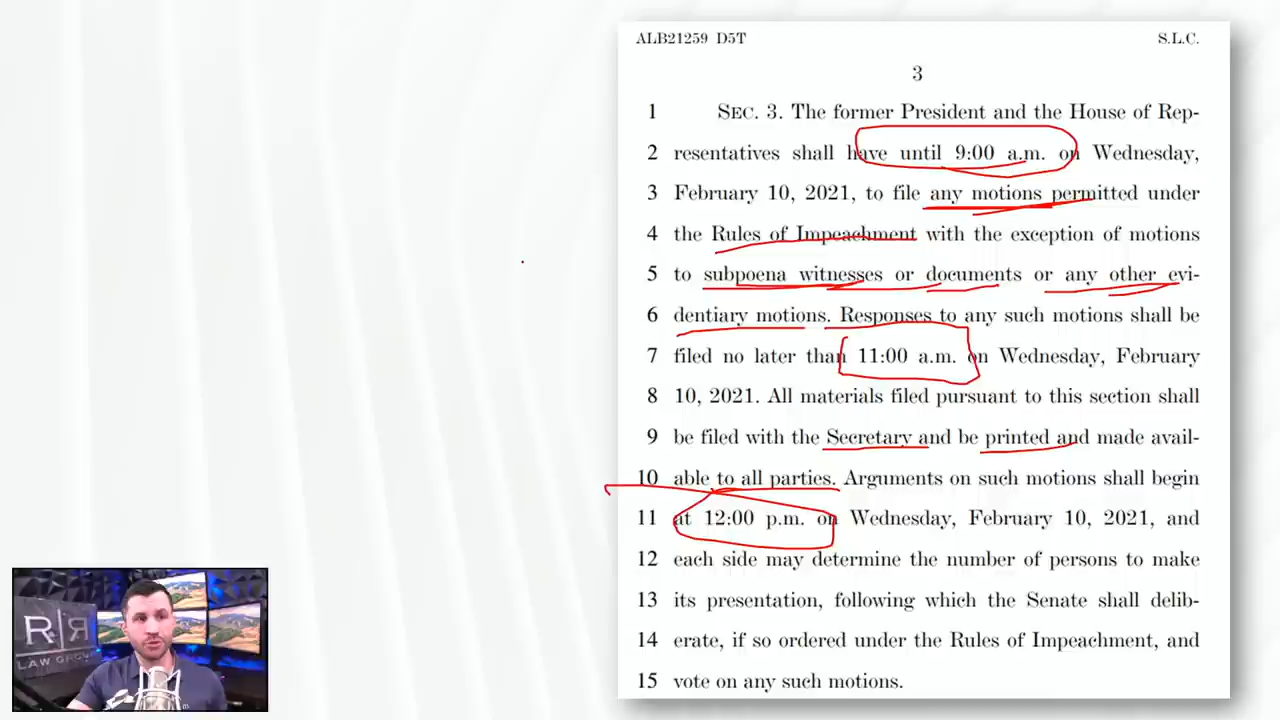 ALB21259 D5T S.L.C.
3
1 SEC. 3. The former President and the House of Rep-
2 resentatives shall have until 9:00 a.m. on Wednesday,
3 February 10, 2021, to file any motions permitted under
4 the Rules of Impeachment with the exception of motions
5 to subpoena witnesses or documents or any other evi-
6 dentiary motions. Responses to any such motions shall be
7 filed no later than 11:00 a.m. on Wednesday, February
8 10, 2021. All materials filed pursuant to this section shall
9 be filed with the Secretary and be printed and made avail-
10 able to all parties. Arguments on such motions shall begin
11 at 12:00 p.m. on Wednesday, February 10, 2021, and
12 each side may determine the number of persons to make
13 its presentation, following which the Senate shall delib-
14 erate, if so ordered under the Rules of Impeachment, and
15 vote on any such motions.
R R
LAW GROUP